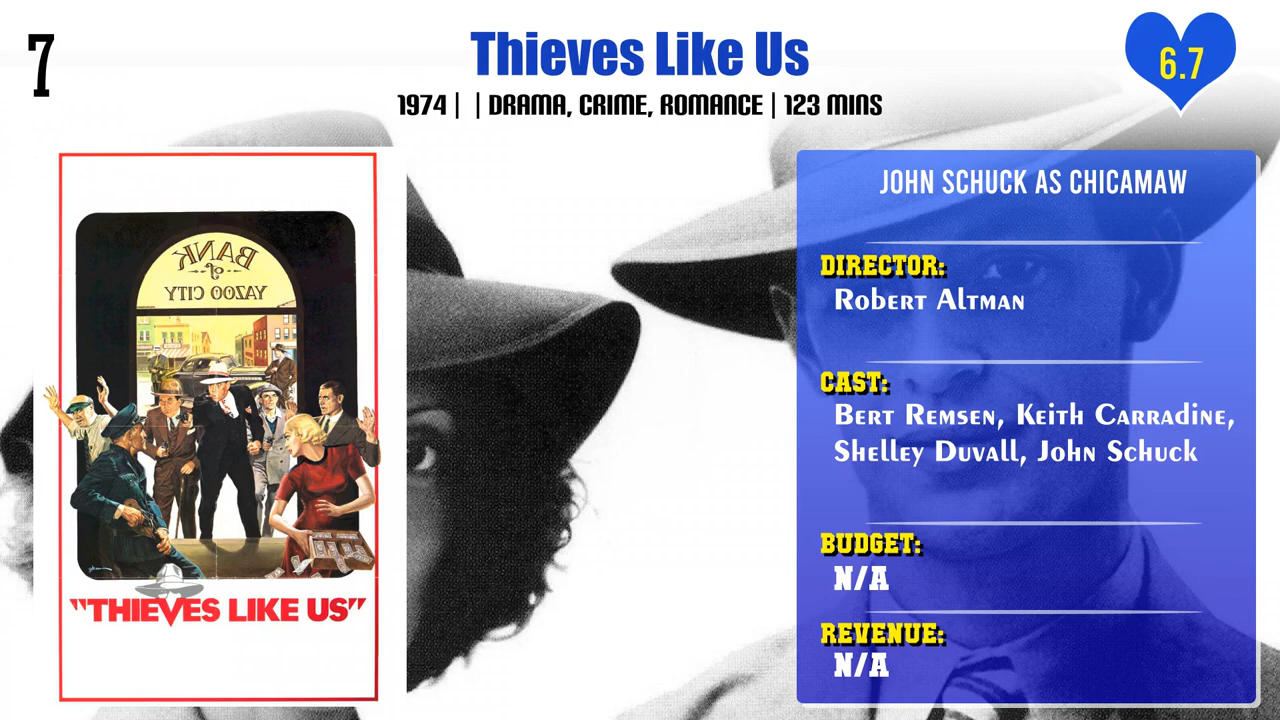 7
Thieves Like Us
1974 | | DRAMA, CRIME, ROMANCE | 123 MINS
6.7
BANK
of
YAZOO CITY
"THIEVES LIKE US"
JOHN SCHUCK AS CHICAMAW
DIRECTOR:
Robert Altman
CAST:
Bert Remsen, Keith Carradine,
Shelley Duvall, John Schuck
BUDGET:
N/A
REVENUE:
N/A